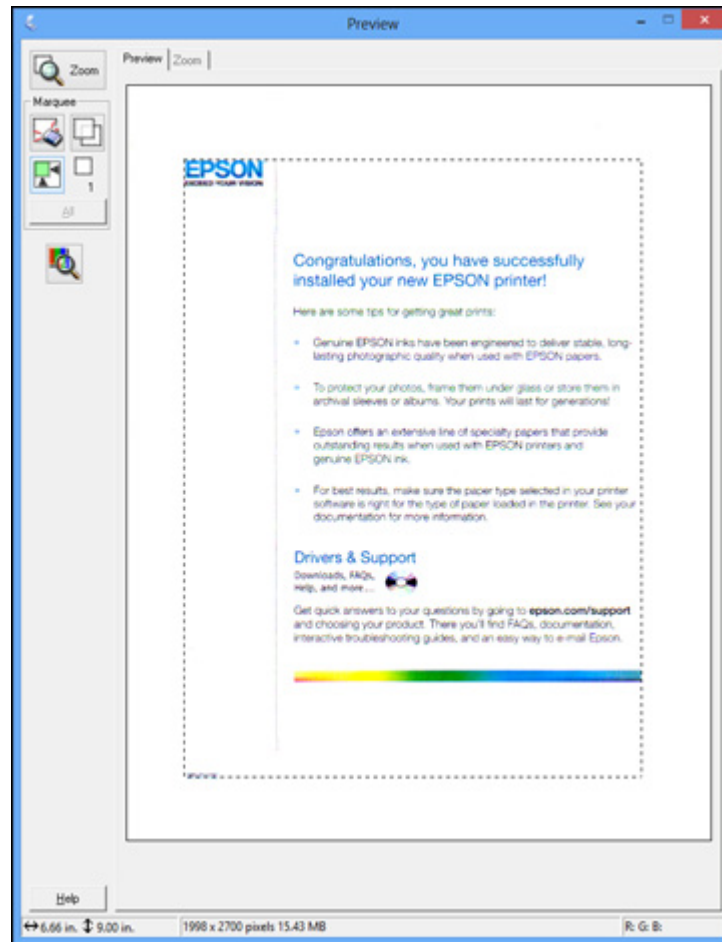 Preview
Zoom
Preview
Zoom
Marquee
1
All
EPSON
EXCEED YOUR VISION
Congratulations, you have successfully
installed your new EPSON printer!
Here are some tips for getting great prints:
Genuine EPSON inks have been engineered to deliver stable, long-
lasting photographic quality when used with EPSON papers.
To protect your photos, frame them under glass or store them in
archival sleeves or albums. Your prints will last for generations!
Epson offers an extensive line of specialty papers that provide
outstanding results when used with EPSON printers and
genuine EPSON ink.
For best results, make sure the paper type selected in your printer
software is right for the type of paper loaded in the printer. See your
documentation for more information.
Drivers & Support
Downloads, FAQs,
Help, and more...
Get quick answers to your questions by going to epson.com/support
and choosing your product. There you'll find FAQs, documentation,
interactive troubleshooting guides, and an easy way to e-mail Epson.
Help
6.66 in. 9.00 in. 1998 x 2700 pixels 15.43 MB R: G: B: